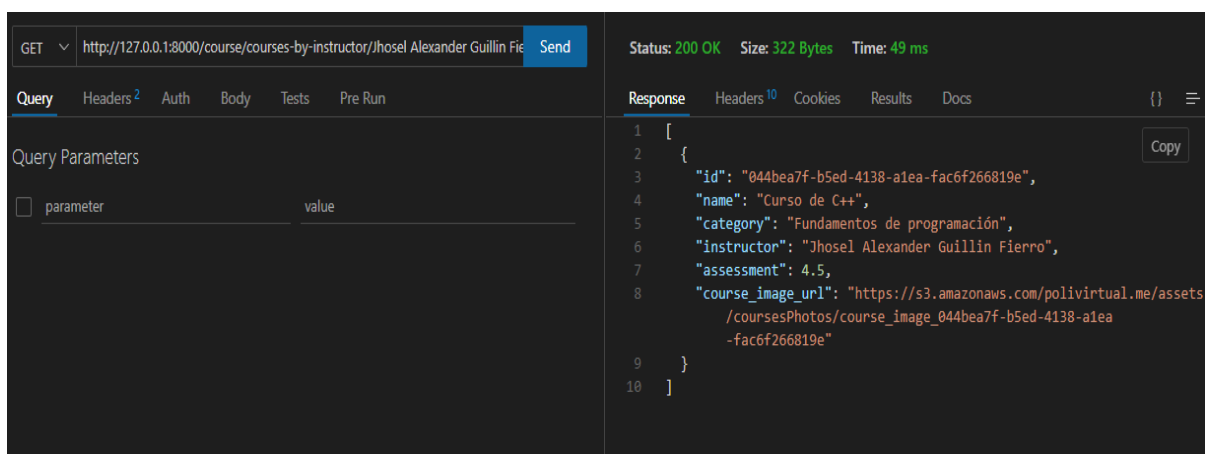 GET http://127.0.0.1:8000/course/courses-by-instructor/Jhosel Alexander Guillin Fie Send
Query Headers 2 Auth Body Tests Pre Run
Query Parameters
parameter value
Status: 200 OK Size: 322 Bytes Time: 49 ms
Response Headers 10 Cookies Results Docs {}
Copy
1 [
2 {
3 "id": "044bea7f-b5ed-4138-a1ea-fac6f266819e",
4 "name": "Curso de C++",
5 "category": "Fundamentos de programación",
6 "instructor": "Jhosel Alexander Guillin Fierro",
7 "assessment": 4.5,
8 "course_image_url": "https://s3.amazonaws.com/polivirtual.me/assets
/coursesPhotos/course_image_044bea7f-b5ed-4138-a1ea
-fac6f266819e"
9 }
10 ]